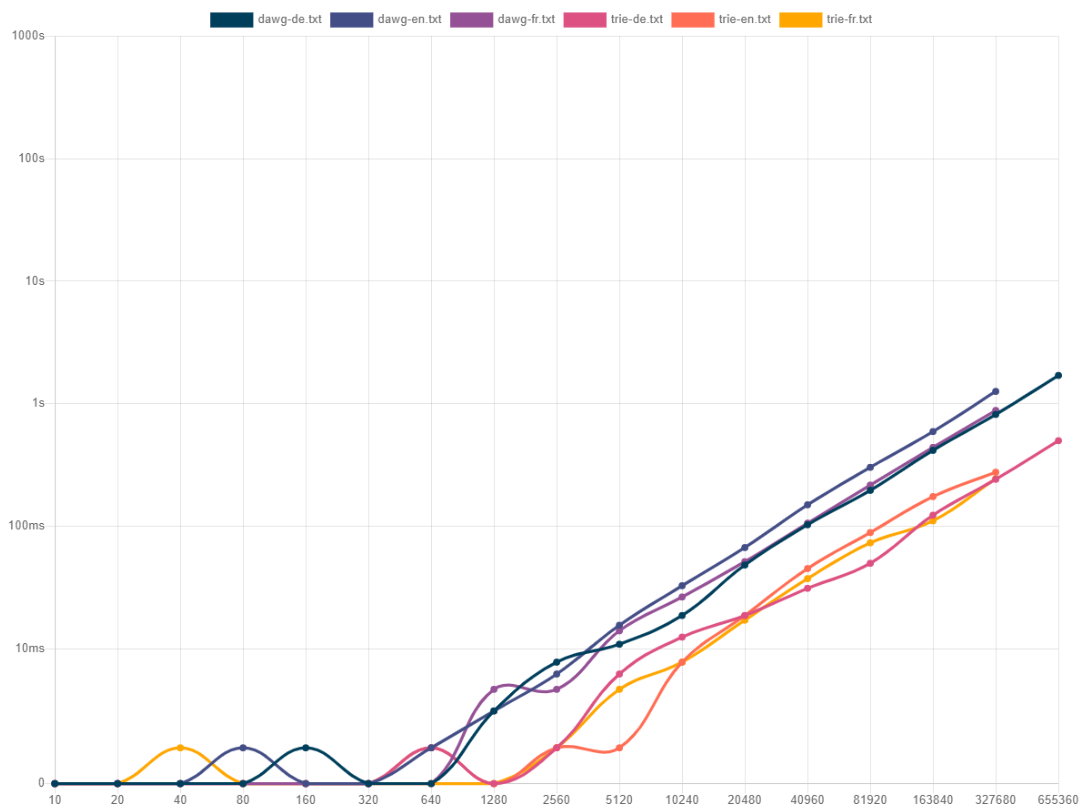 dawg-de.txt dawg-en.txt dawg-fr.txt trie-de.txt trie-en.txt trie-fr.txt
1000s
100s
10s
1s
100ms
10ms
0
10 20 40 80 160 320 640 1280 2560 5120 10240 20480 40960 81920 163840 327680 655360